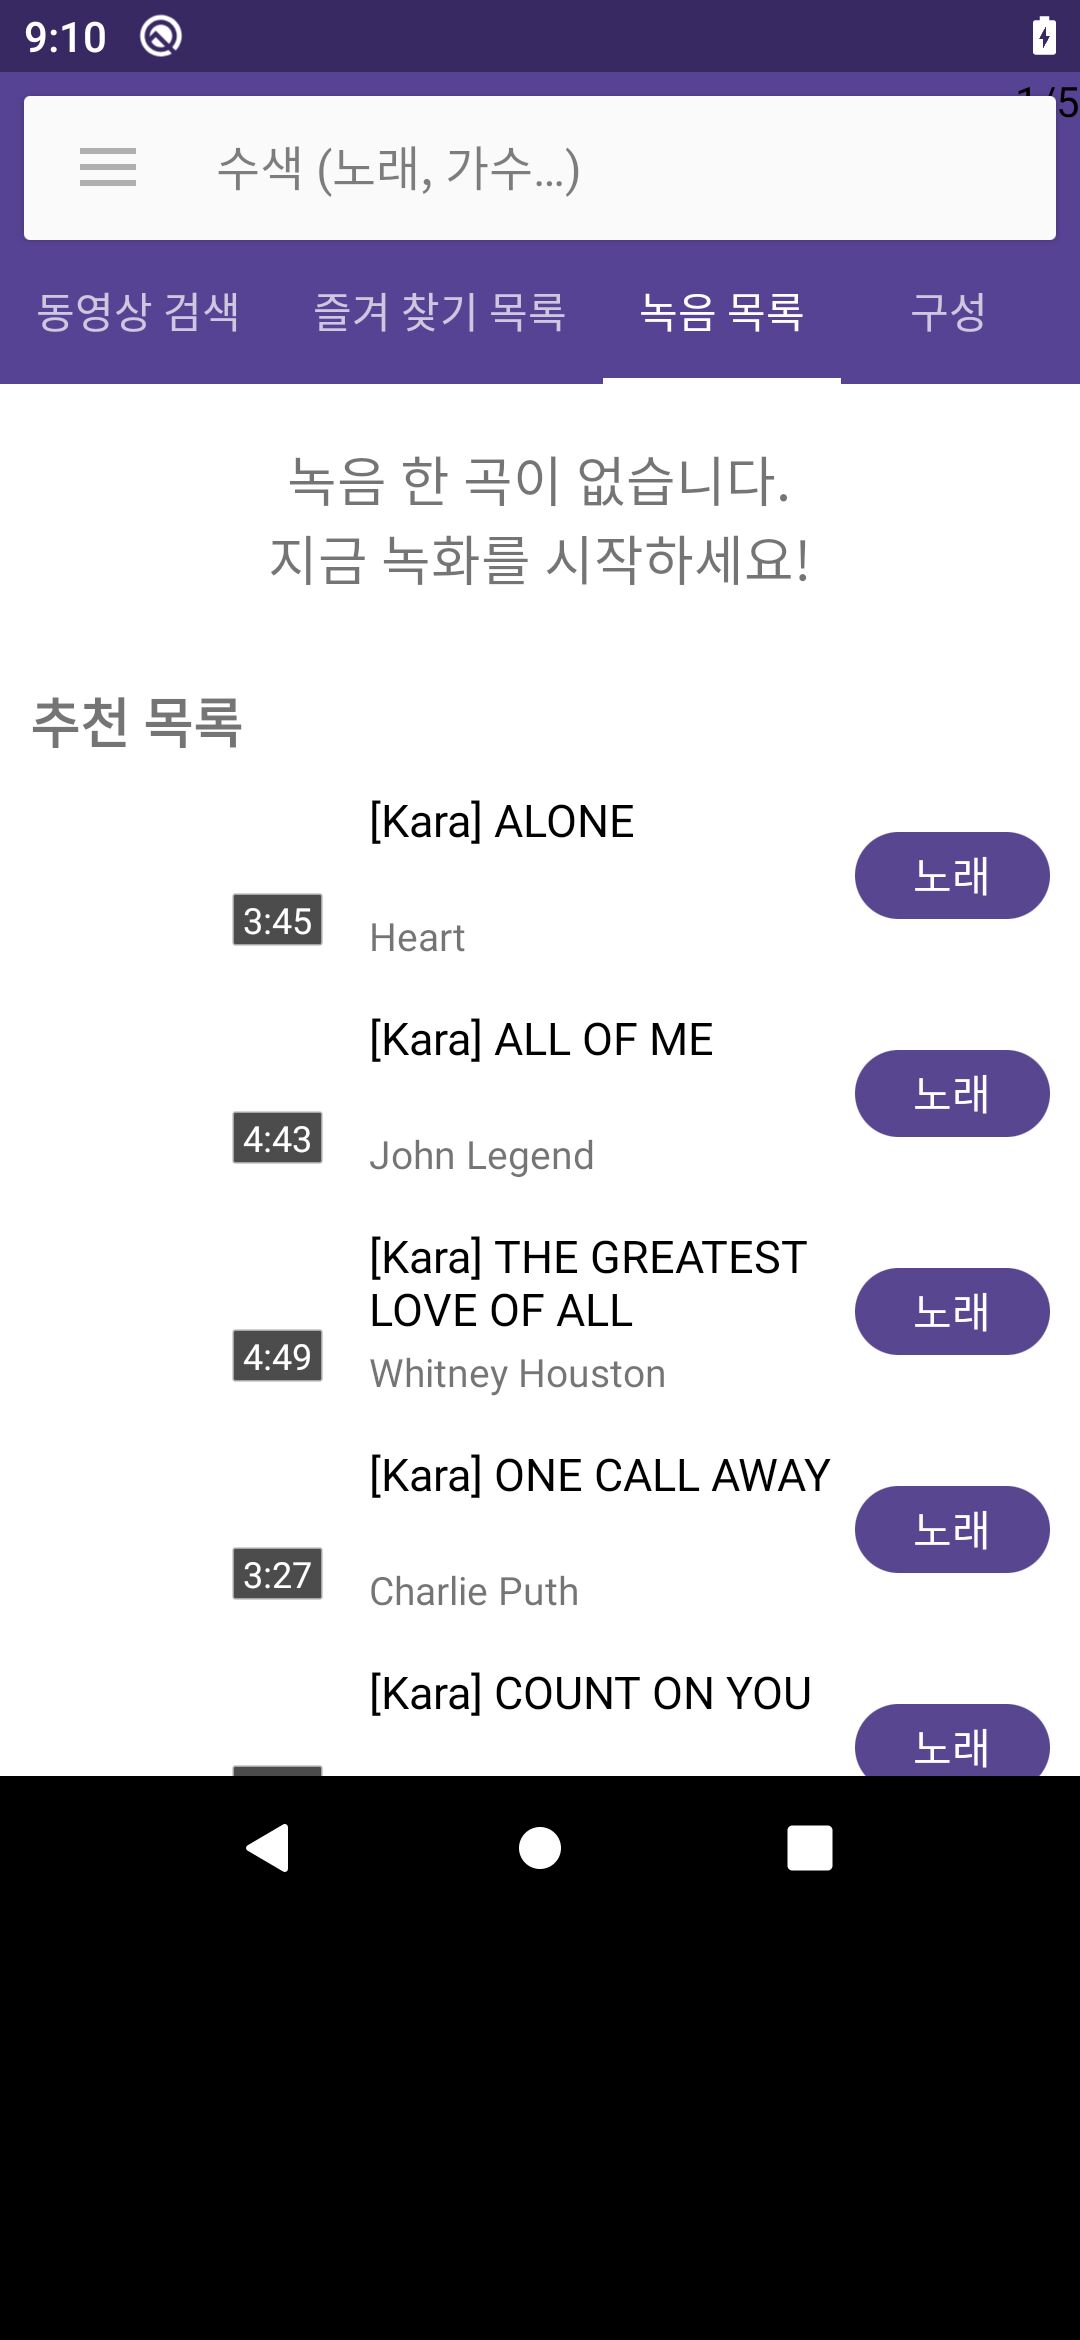 9:10
1/5
수색 (노래, 가수...)
동영상 검색
즐겨 찾기 목록
녹음 목록
구성
녹음 한 곡이 없습니다.
지금 녹화를 시작하세요!
추천 목록
[Kara] ALONE
노래
3:45
Heart
[Kara] ALL OF ME
노래
4:43
John Legend
[Kara] THE GREATEST
LOVE OF ALL
노래
4:49
Whitney Houston
[Kara] ONE CALL AWAY
노래
3:27
Charlie Puth
[Kara] COUNT ON YOU
노래